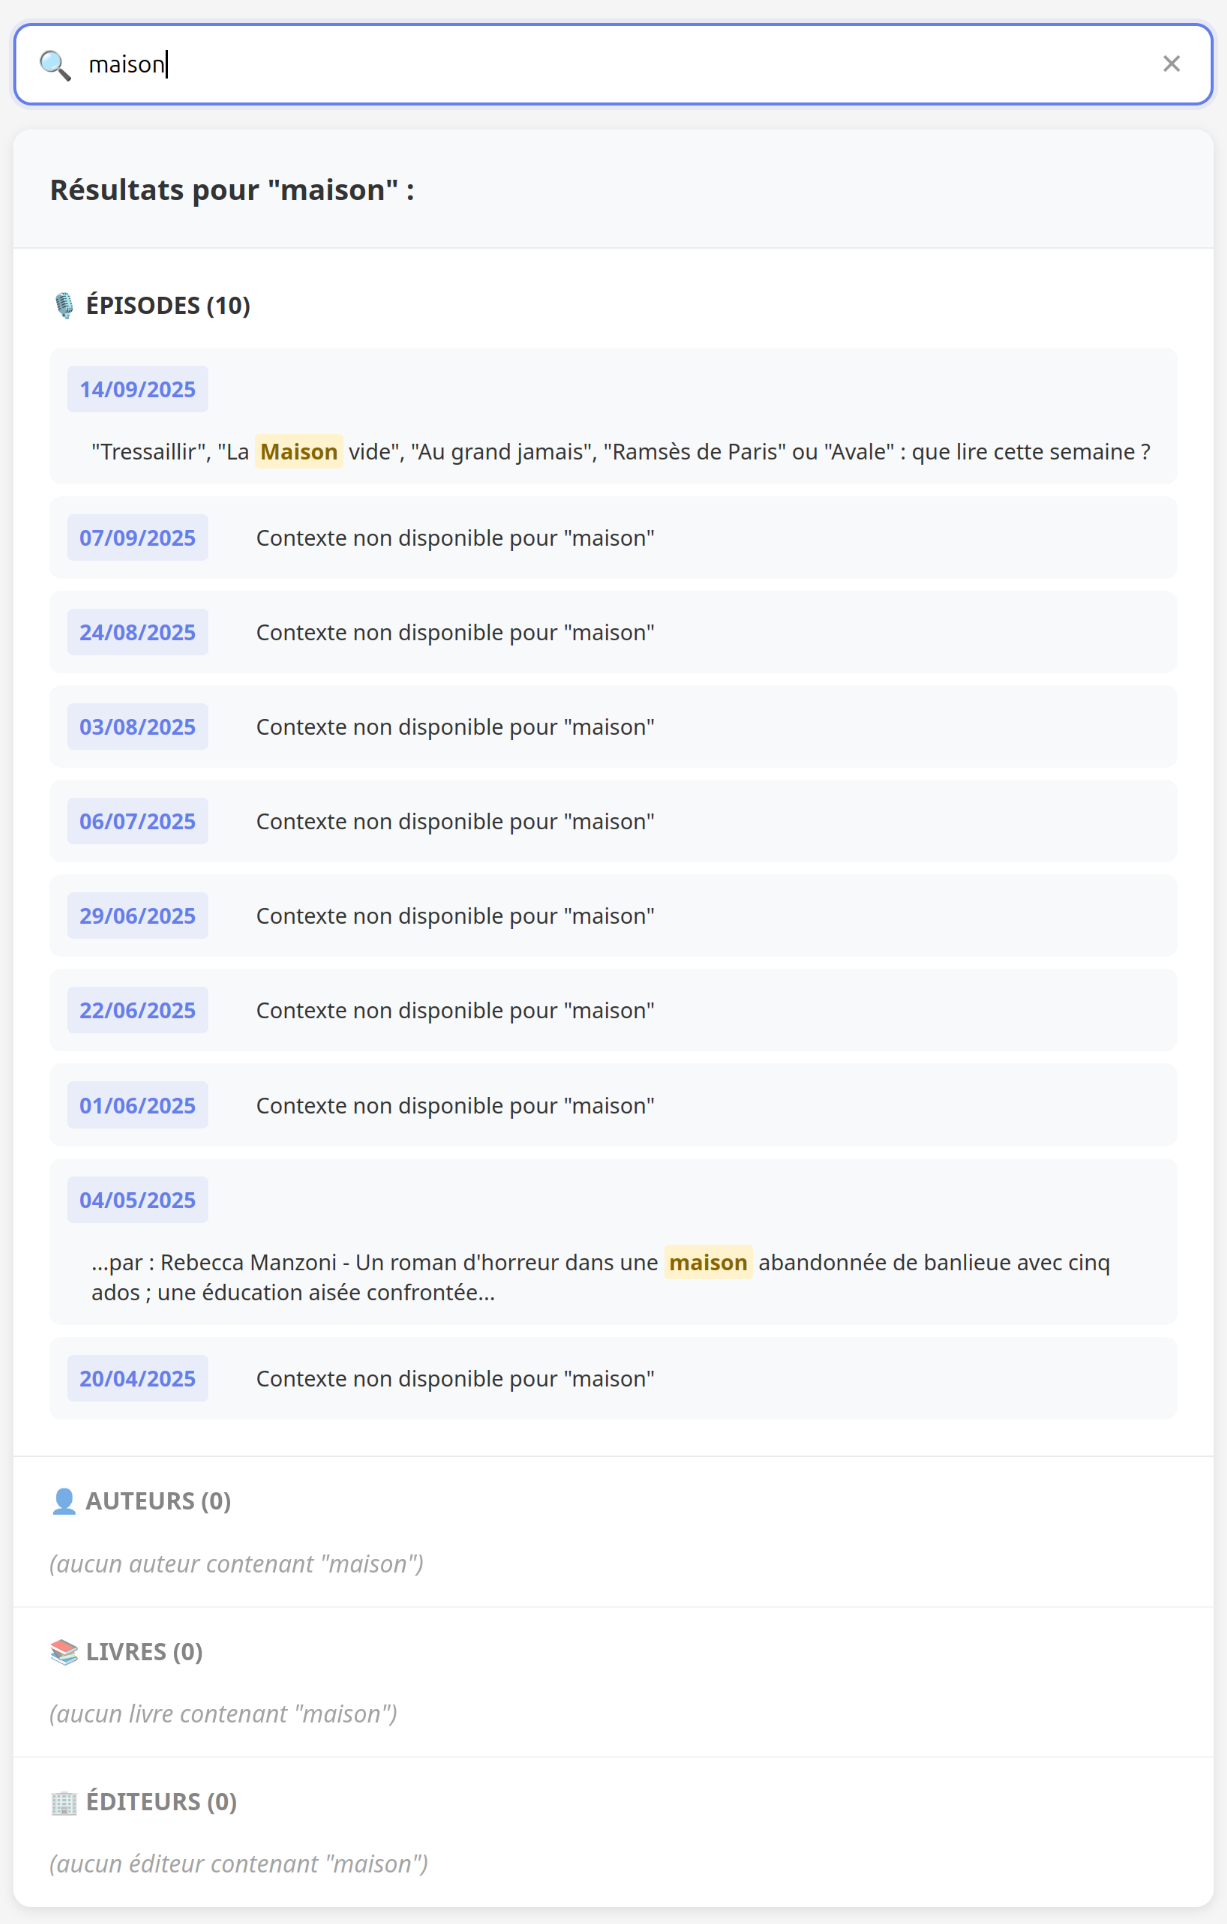 maison
Résultats pour "maison" :
ÉPISODES (10)
14/09/2025
"Tressaillir", "La Maison vide", "Au grand jamais", "Ramsès de Paris" ou "Avale" : que lire cette semaine ?
07/09/2025 Contexte non disponible pour "maison"
24/08/2025 Contexte non disponible pour "maison"
03/08/2025 Contexte non disponible pour "maison"
06/07/2025 Contexte non disponible pour "maison"
29/06/2025 Contexte non disponible pour "maison"
22/06/2025 Contexte non disponible pour "maison"
01/06/2025 Contexte non disponible pour "maison"
04/05/2025
...par : Rebecca Manzoni - Un roman d'horreur dans une maison abandonnée de banlieue avec cinq
ados ; une éducation aisée confrontée...
20/04/2025 Contexte non disponible pour "maison"
AUTEURS (0)
(aucun auteur contenant "maison")
LIVRES (0)
(aucun livre contenant "maison")
ÉDITEURS (0)
(aucun éditeur contenant "maison")